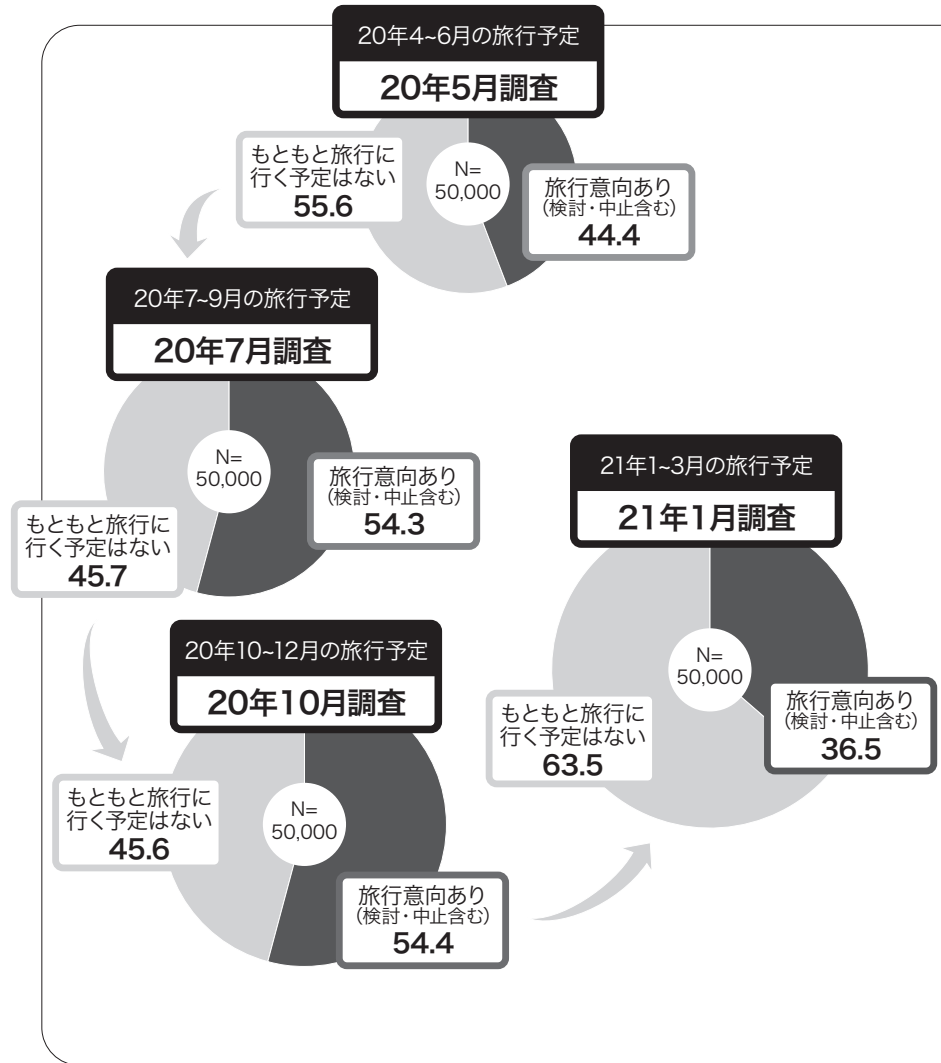 20年4~6月の旅行予定
20年5月調査
もともと旅行に
行く予定はない
55.6
N=
50,000
旅行意向あり
(検討・中止含む)
44.4
20年7~9月の旅行予定
20年7月調査
N=
50,000
旅行意向あり
(検討・中止含む)
54.3
もともと旅行に
行く予定はない
45.7
20年10~12月の旅行予定
20年10月調査
もともと旅行に
行く予定はない
45.6
N=
50,000
旅行意向あり
(検討・中止含む)
54.4
21年1~3月の旅行予定
21年1月調査
N=
50,000
もともと旅行に
行く予定はない
63.5
旅行意向あり
(検討・中止含む)
36.5